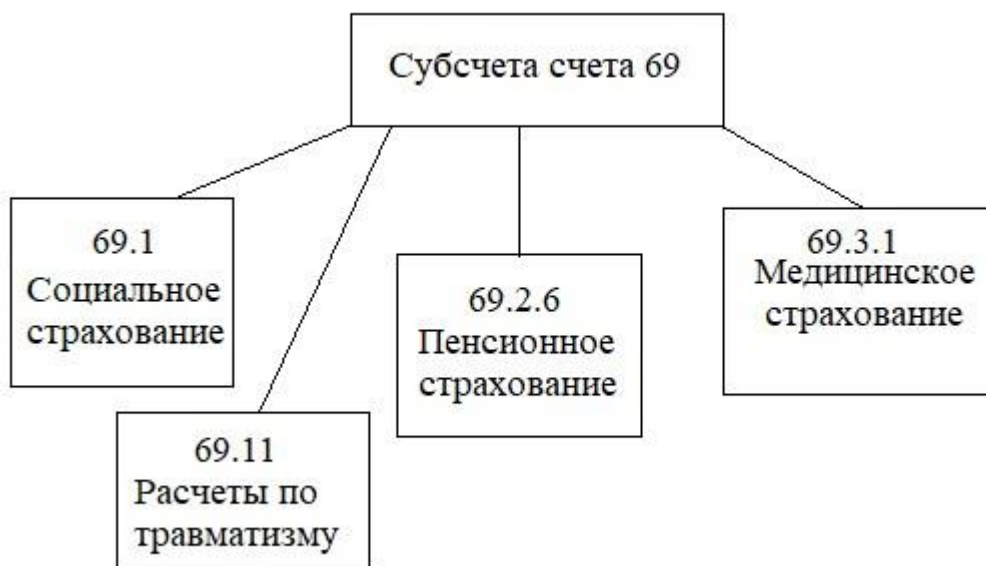 Субсчета счета 69
69.1
Социальное
страхование
69.11
Расчеты по
травматизму
69.2.6
Пенсионное
страхование
69.3.1
Медицинское
страхование